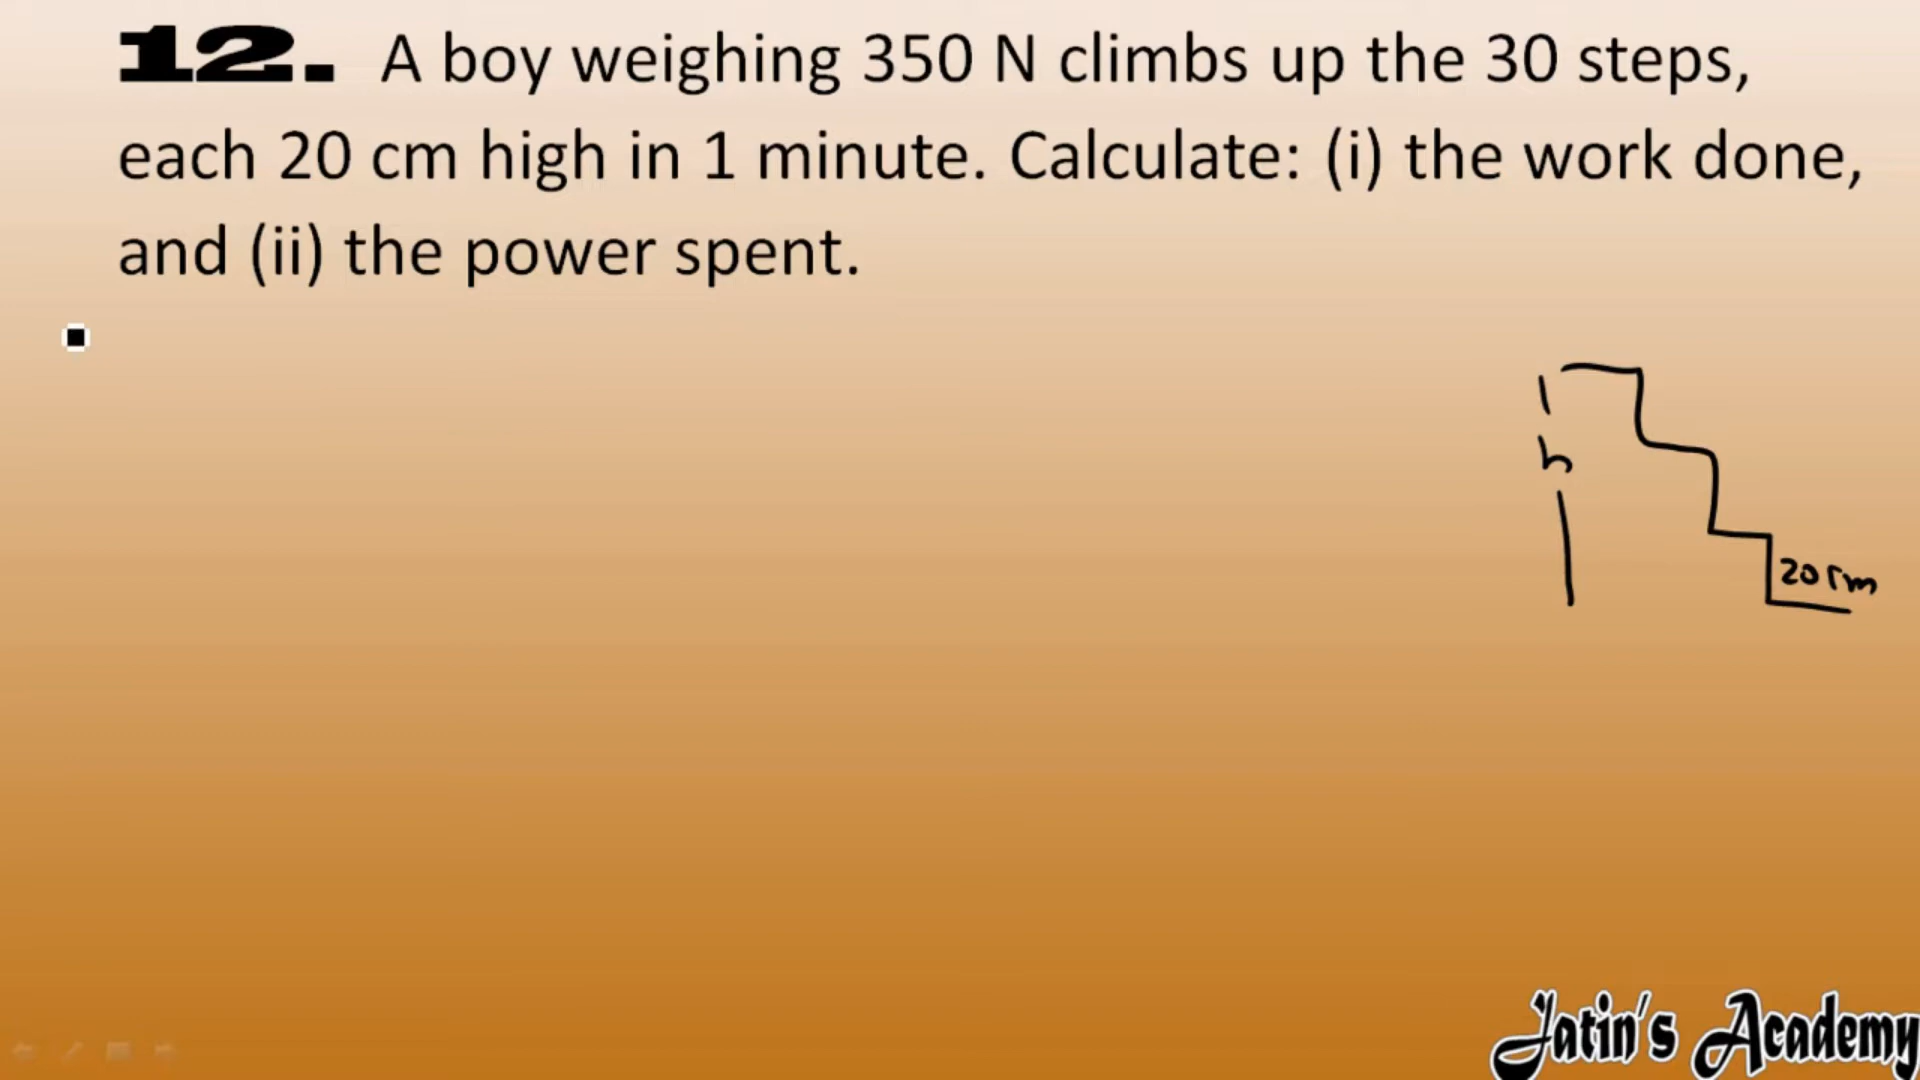 12. A boy weighing 350 N climbs up the 30 steps,
each 20 cm high in 1 minute. Calculate: (i) the work done,
and (ii) the power spent.
h
20 cm
Jatin's Academy